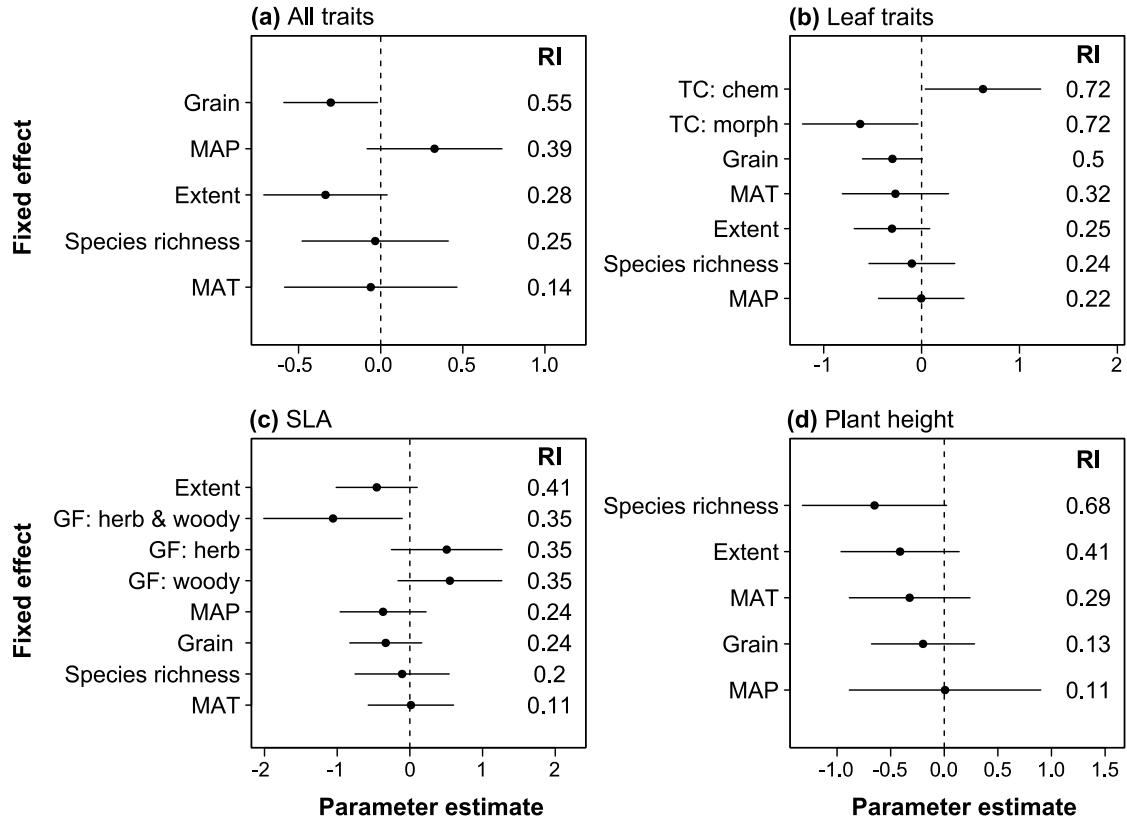 (a) All traits
RI
Grain 0.55
MAP 0.39
Extent 0.28
Species richness 0.25
MAT 0.14
-0.5 0.0 0.5 1.0
Fixed effect
(b) Leaf traits
RI
TC: chem 0.72
TC: morph 0.72
Grain 0.5
MAT 0.32
Extent 0.25
Species richness 0.24
MAP 0.22
-1 0 1 2
(c) SLA
RI
Extent 0.41
GF: herb & woody 0.35
GF: herb 0.35
GF: woody 0.35
MAP 0.24
Grain 0.24
Species richness 0.2
MAT 0.11
-2 -1 0 1 2
Fixed effect
Parameter estimate
(d) Plant height
RI
Species richness 0.68
Extent 0.41
MAT 0.29
Grain 0.13
MAP 0.11
-1.0 0.0 0.5 1.0 1.5
Parameter estimate